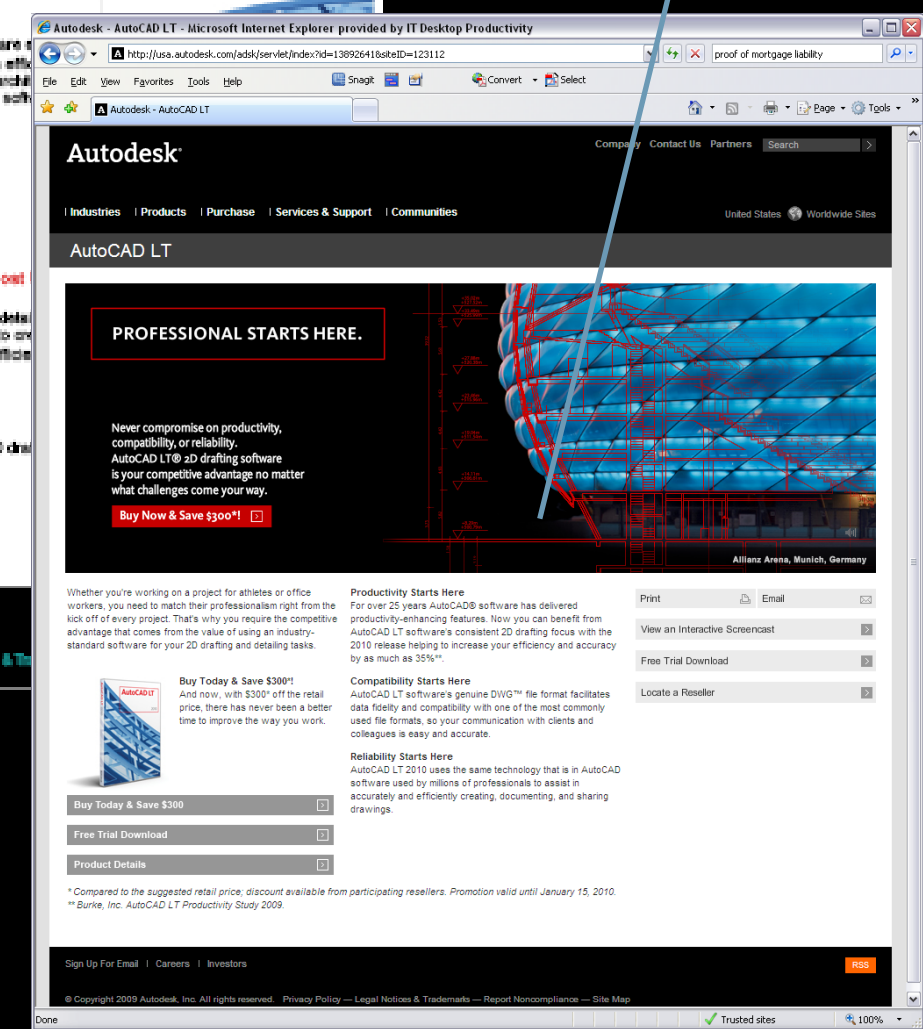 Autodesk - AutoCAD LT - Microsoft Internet Explorer provided by IT Desktop Productivity
http://usa.autodesk.com/adsk/servlet/index?id=13892641&siteID=123112
proof of mortgage liability
File Edit View Favorites Tools Help
Snagit
Convert
Select
Autodesk - AutoCAD LT
Page
Tools
Autodesk
Company Contact Us Partners
Search
Industries | Products | Purchase | Services & Support | Communities
United States Worldwide Sites
AutoCAD LT
PROFESSIONAL STARTS HERE.
Never compromise on productivity,
compatibility, or reliability.
AutoCAD LT® 2D drafting software
is your competitive advantage no matter
what challenges come your way.
Buy Now & Save $300*!
Allianz Arena, Munich, Germany
Whether you're working on a project for athletes or office
workers, you need to match their professionalism right from the
kick off of every project. That's why you require the competitive
advantage that comes from the value of using an industry-
standard software for your 2D drafting and detailing tasks.
AutoCAD LT
Buy Today & Save $300*!
And now, with $300* off the retail
price, there has never been a better
time to improve the way you work.
Buy Today & Save $300
Free Trial Download
Product Details
Productivity Starts Here
For over 25 years AutoCAD® software has delivered
productivity-enhancing features. Now you can benefit from
AutoCAD LT software's consistent 2D drafting focus with the
2010 release helping to increase your efficiency and accuracy
by as much as 35%**.
Compatibility Starts Here
AutoCAD LT software's genuine DWG™ file format facilitates
data fidelity and compatibility with one of the most commonly
used file formats, so your communication with clients and
colleagues is easy and accurate.
Reliability Starts Here
AutoCAD LT 2010 uses the same technology that is in AutoCAD
software used by millions of professionals to assist in
accurately and efficiently creating, documenting, and sharing
drawings.
Print
Email
View an Interactive Screencast
Free Trial Download
Locate a Reseller
* Compared to the suggested retail price; discount available from participating resellers. Promotion valid until January 15, 2010.
** Burke, Inc. AutoCAD LT Productivity Study 2009.
Sign Up For Email | Careers | Investors
RSS
© Copyright 2009 Autodesk, Inc. All rights reserved. Privacy Policy — Legal Notices & Trademarks — Report Noncompliance — Site Map
Done
Trusted sites
100%